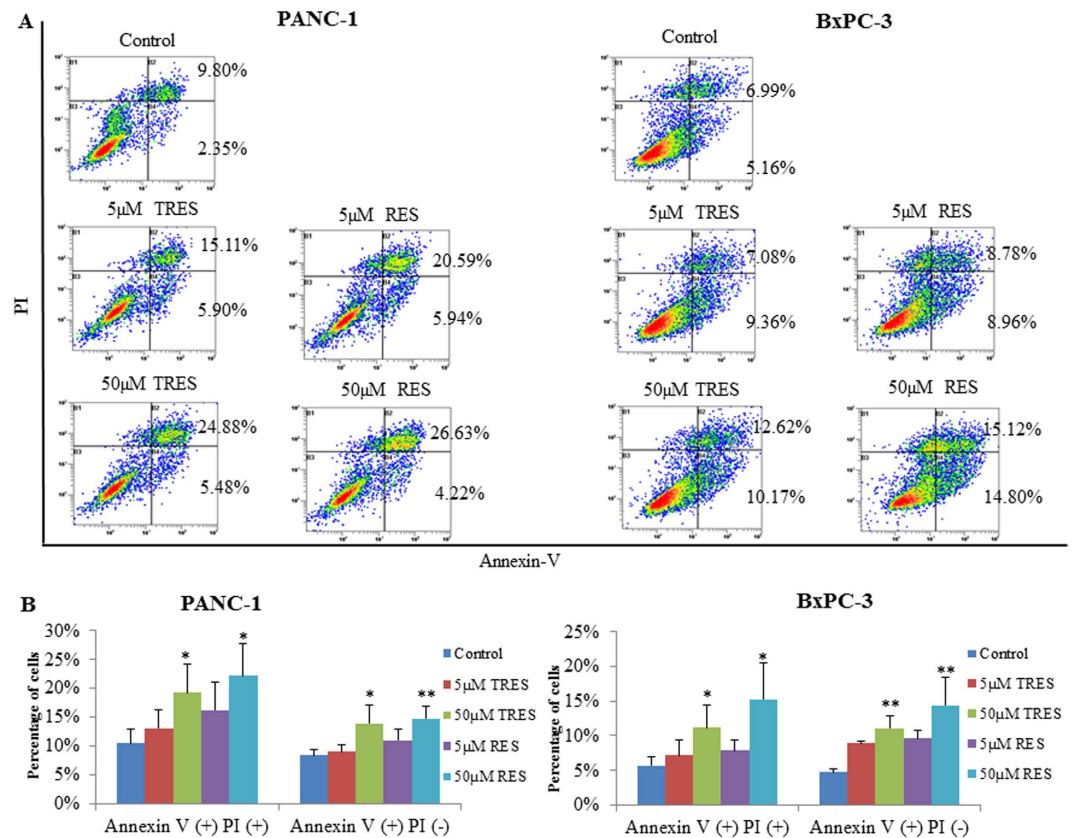 A PANC-1 BxPC-3
Control Control
9.80% 6.99%
2.35% 5.16%
5μM TRES 5μM RES 5μM TRES 5μM RES
15.11% 20.59% 7.08% 8.78%
5.90% 5.94% 9.36% 8.96%
50μM TRES 50μM RES 50μM TRES 50μM RES
24.88% 26.63% 12.62% 15.12%
5.48% 4.22% 10.17% 14.80%
PI
Annexin-V
B PANC-1 BxPC-3
Percentage of cells
30%
25%
20%
15%
10%
5%
0%
* * * **
Annexin V (+) PI (+) Annexin V (+) PI (-)
Control
5μM TRES
50μM TRES
5μM RES
50μM RES
Percentage of cells
25%
20%
15%
10%
5%
0%
* * ** **
Annexin V (+) PI (+) Annexin V (+) PI (-)
Control
5μM TRES
50μM TRES
5μM RES
50μM RES